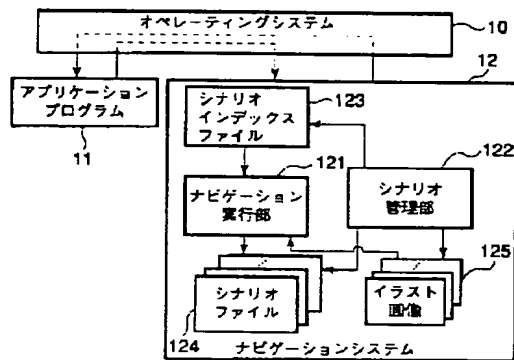 オペレーティングシステム
10
アプリケーション
プログラム
11
12
シナリオ
インデックス
ファイル
123
121
ナビゲーション
実行部
122
シナリオ
管理部
シナリオ
ファイル
124
イラスト
画像
125
ナビゲーションシステム